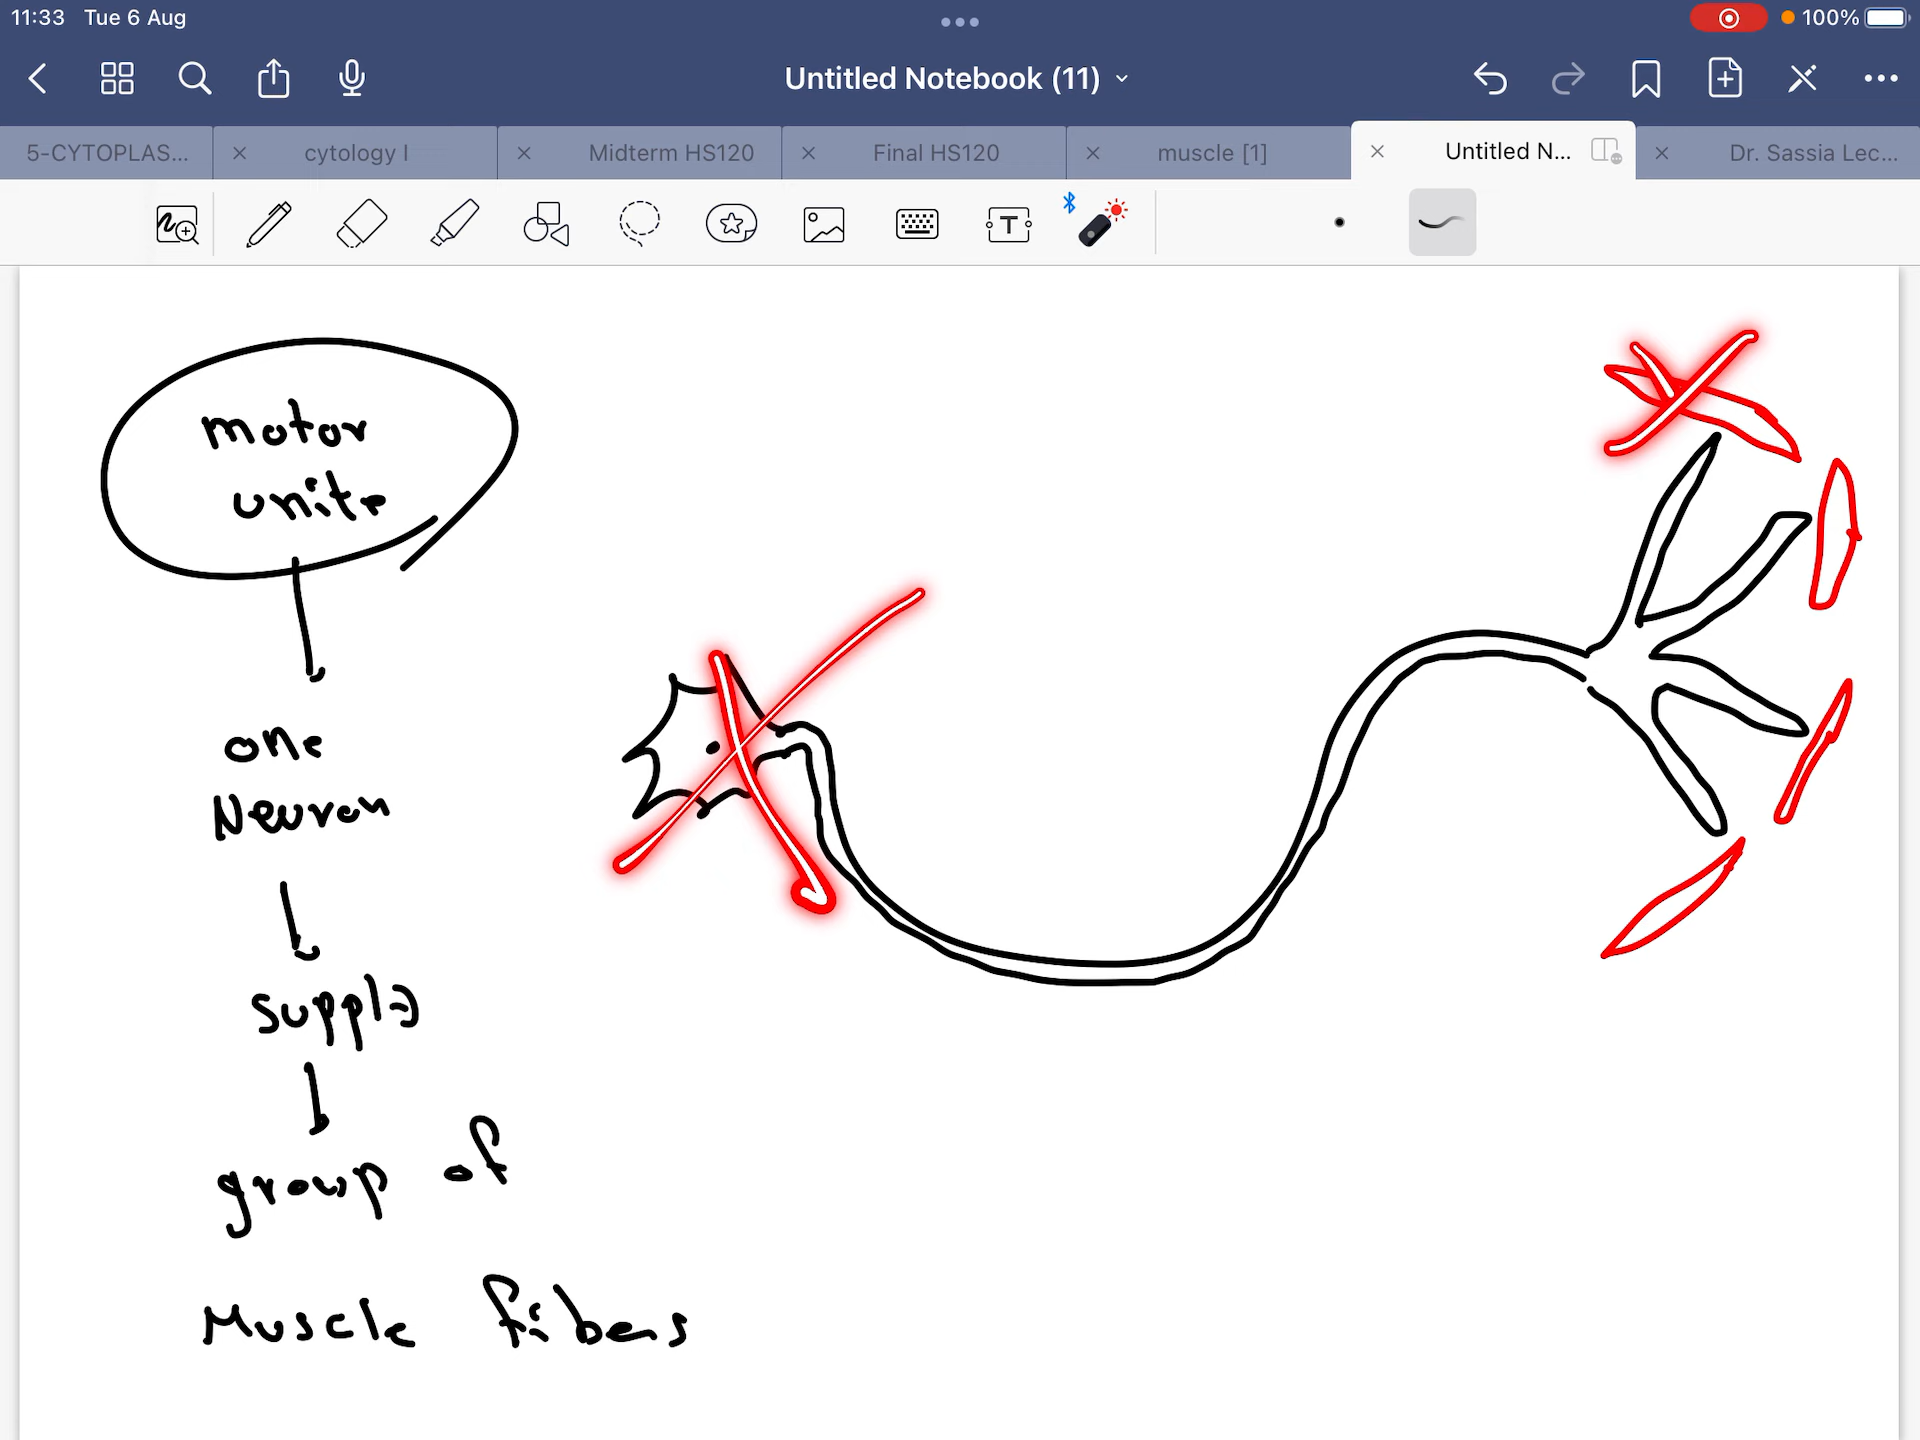 11:33 Tue 6 Aug
100%
Untitled Notebook (11)
5-CYTOPLAS...
cytology I
Midterm HS120
Final HS120
muscle [1]
Untitled N...
Dr. Sassia Lec...
T
motor
unite
one
Neuron
supply
group of
Muscle fibers